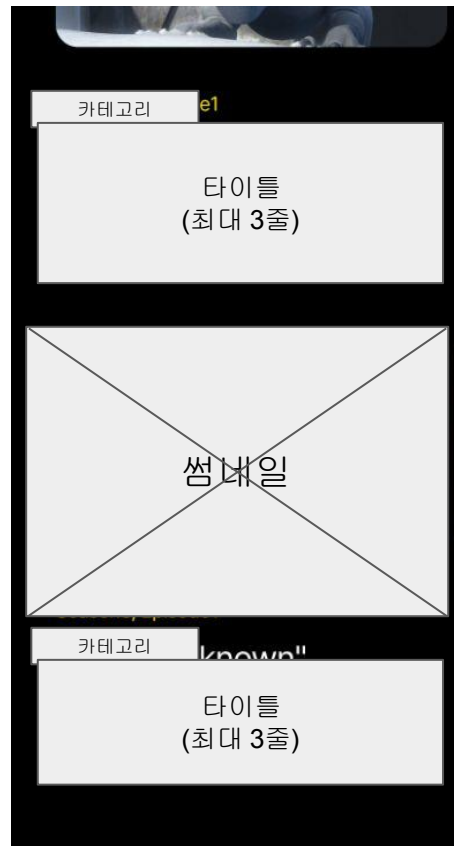 카테고리
e1
타이틀
(최대 3줄)
썸네일
카테고리
known"
타이틀
(최대 3줄)